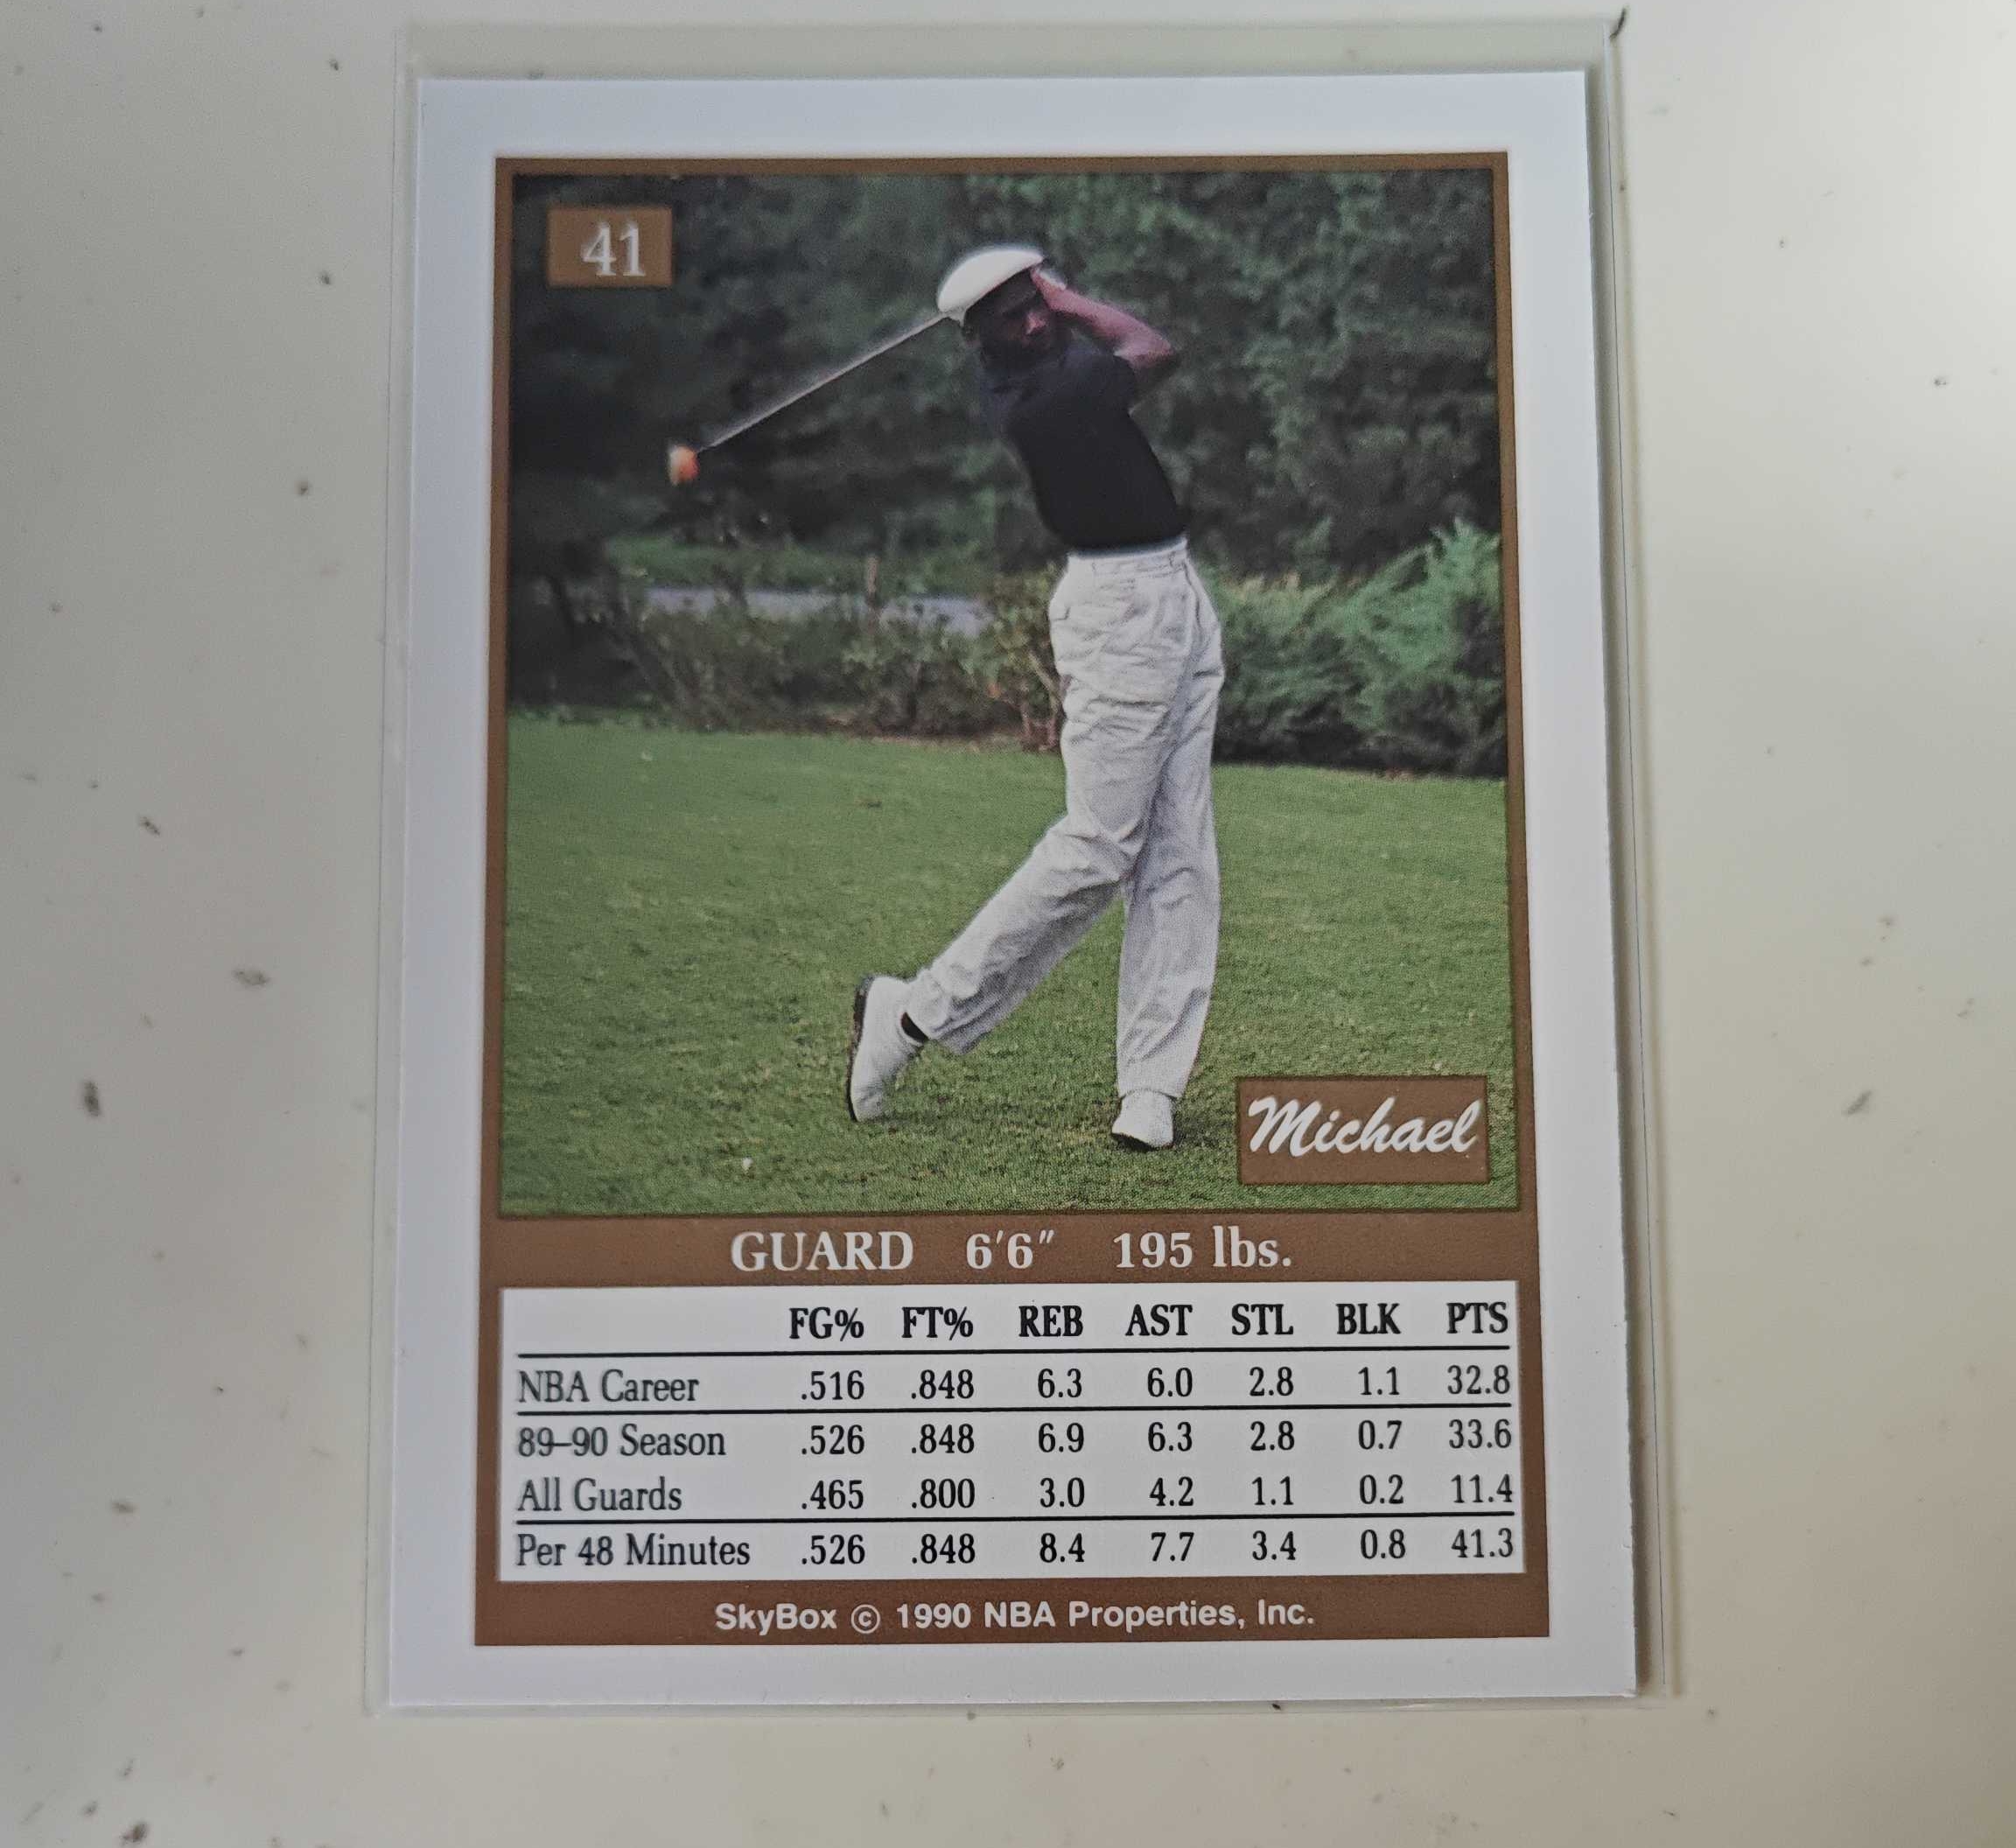 41
Michael
GUARD 6'6" 195 lbs.
FG% FT% REB AST STL BLK PTS
NBA Career .516 .848 6.3 6.0 2.8 1.1 32.8
89–90 Season .526 .848 6.9 6.3 2.8 0.7 33.6
All Guards .465 .800 3.0 4.2 1.1 0.2 11.4
Per 48 Minutes .526 .848 8.4 7.7 3.4 0.8 41.3
SkyBox © 1990 NBA Properties, Inc.